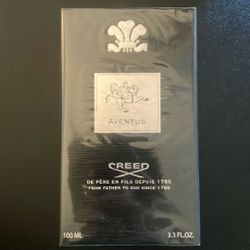 AVENTUS
CREED
DE PÈRE EN FILS DEPUIS 1760
FROM FATHER TO SON SINCE 1760
100 ML 3.3 FL.OZ.